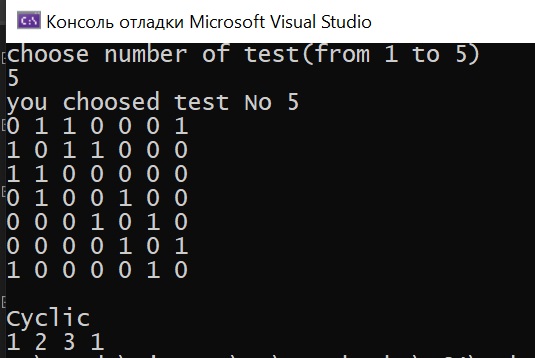 Консоль отладки Microsoft Visual Studio
choose number of test(from 1 to 5)
5
you choosed test No 5
0 1 1 0 0 0 1
1 0 1 1 0 0 0
1 1 0 0 0 0 0
0 1 0 0 1 0 0
0 0 0 1 0 1 0
0 0 0 0 1 0 1
1 0 0 0 0 1 0
Cyclic
1 2 3 1